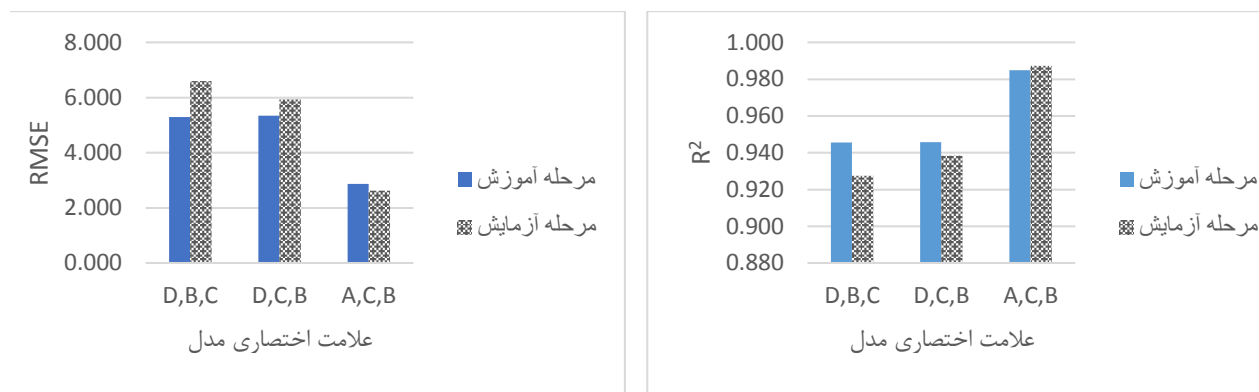 8.000
6.000
4.000
2.000
0.000
RMSE
D,B,C D,C,B A,C,B
علامت اختصاری مدل
مرحله آموزش
مرحله آزمایش
1.000
0.980
0.960
0.940
0.920
0.900
0.880
R²
D,B,C D,C,B A,C,B
علامت اختصاری مدل
مرحله آموزش
مرحله آزمایش